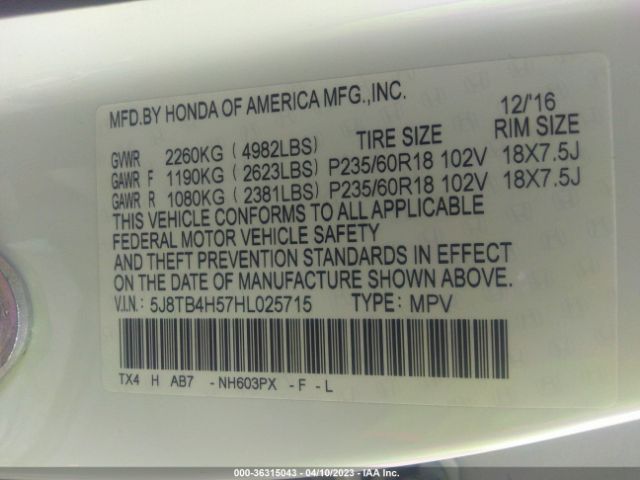 MFD.BY HONDA OF AMERICA MFG.,INC. 12/'16
TIRE SIZE RIM SIZE
GVWR 2260KG ( 4982LBS)
GAWR F 1190KG ( 2623LBS) P235/60R18 102V 18X7.5J
GAWR R 1080KG ( 2381LBS) P235/60R18 102V 18X7.5J
THIS VEHICLE CONFORMS TO ALL APPLICABLE
FEDERAL MOTOR VEHICLE SAFETY
AND THEFT PREVENTION STANDARDS IN EFFECT
ON THE DATE OF MANUFACTURE SHOWN ABOVE.
V.I.N.: 5J8TB4H57HL025715 TYPE: MPV
TX4 H AB7 - NH603PX - F - L
000-36315043 - 04/10/2023 - IAA Inc.